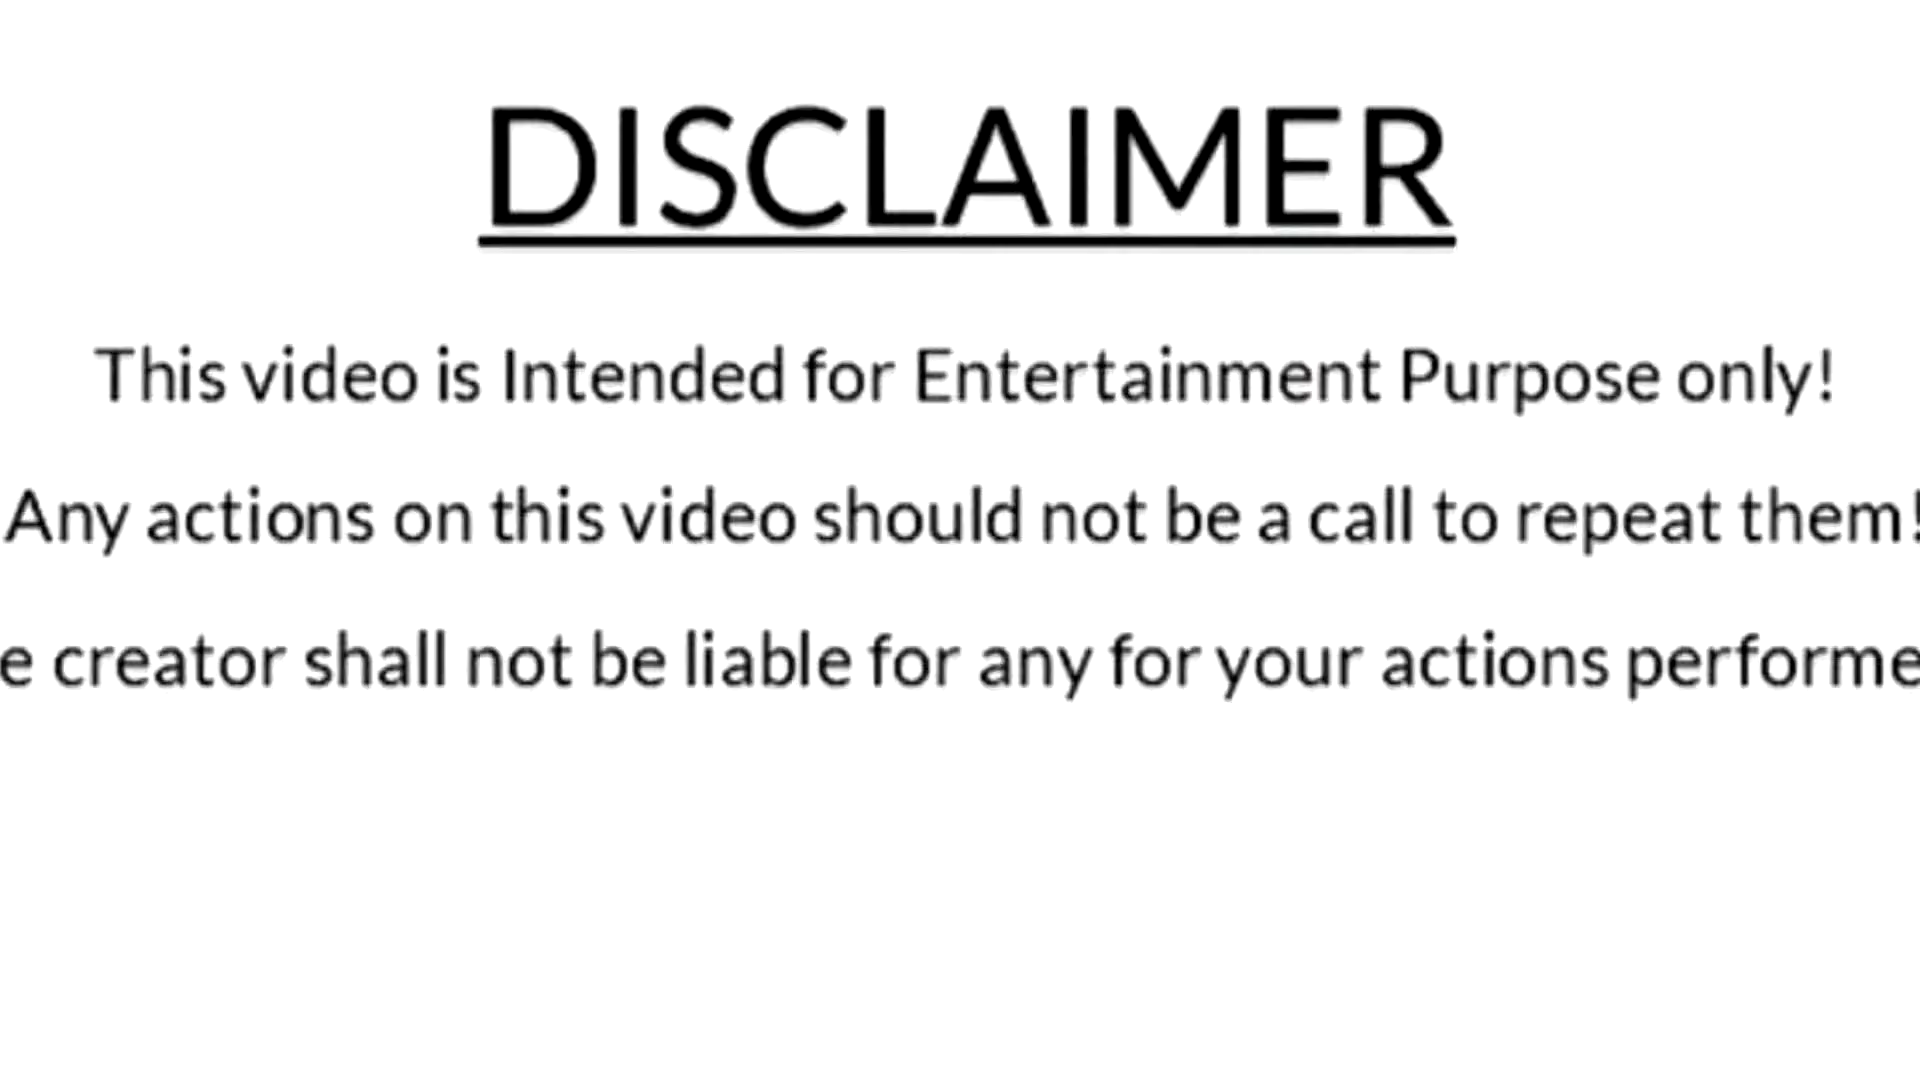 DISCLAIMER
This video is Intended for Entertainment Purpose only!
Any actions on this video should not be a call to repeat them!
e creator shall not be liable for any for your actions performe